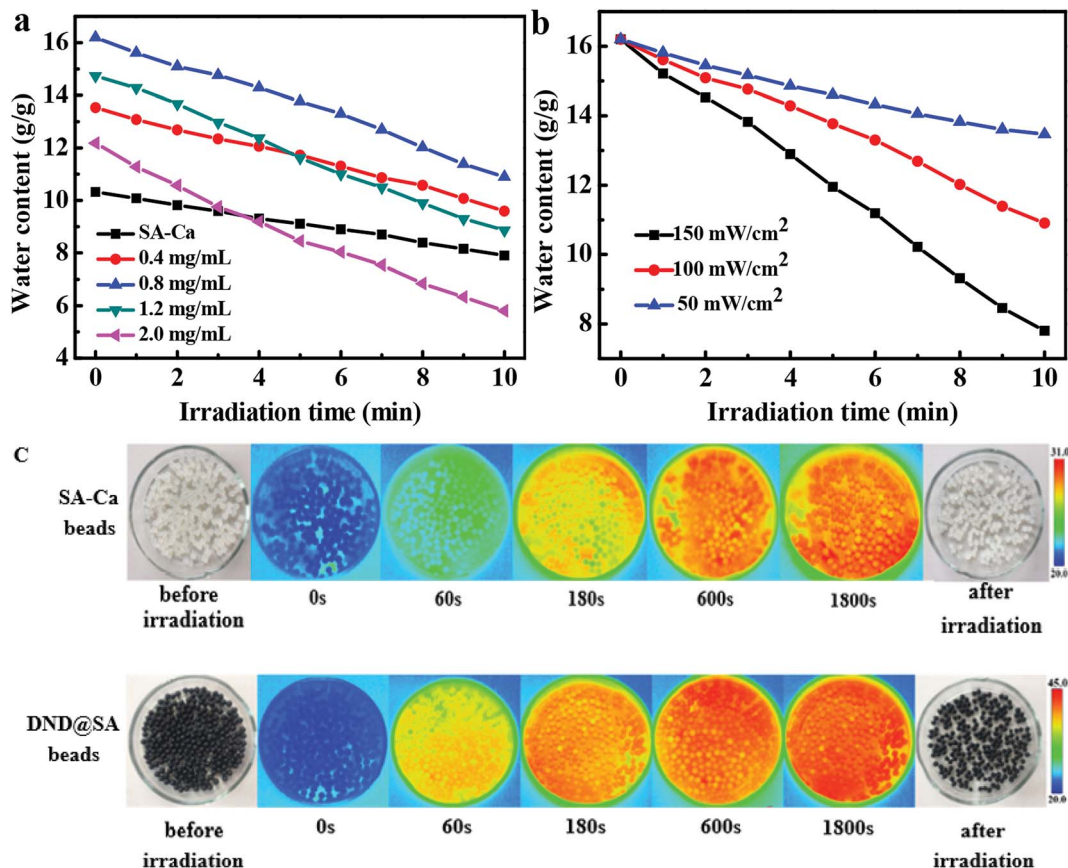 a
Water content (g/g)
16
14
12
10
8
6
4
SA-Ca
0.4 mg/mL
0.8 mg/mL
1.2 mg/mL
2.0 mg/mL
0 2 4 6 8 10
Irradiation time (min)
b
Water content (g/g)
16
14
12
10
8
150 mW/cm²
100 mW/cm²
50 mW/cm²
0 2 4 6 8 10
Irradiation time (min)
C
SA-Ca
beads
31.0
20.0
before
irradiation
0s 60s 180s 600s 1800s
after
irradiation
DND@SA
beads
45.0
20.0
before
irradiation
0s 60s 180s 600s 1800s
after
irradiation